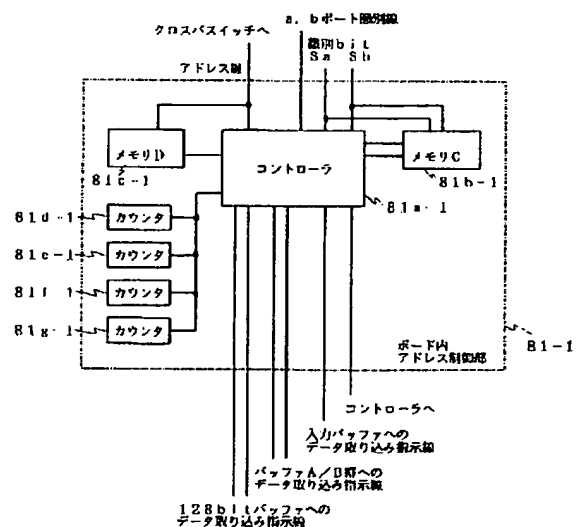 a，bポート識別線
クロスバスイッチへ
識別bit
Sa Sb
アドレス線
メモリD
81c-1
コントローラ
81a-1
メモリC
81b-1
81d-1
カウンタ
81e-1
カウンタ
81f-1
カウンタ
81g-1
カウンタ
ボード内
アドレス制御部
81-1
コントローラへ
入力バッファへの
データ取り込み指示線
バッファA／B群への
データ取り込み指示線
128bitバッファへの
データ取り込み指示線